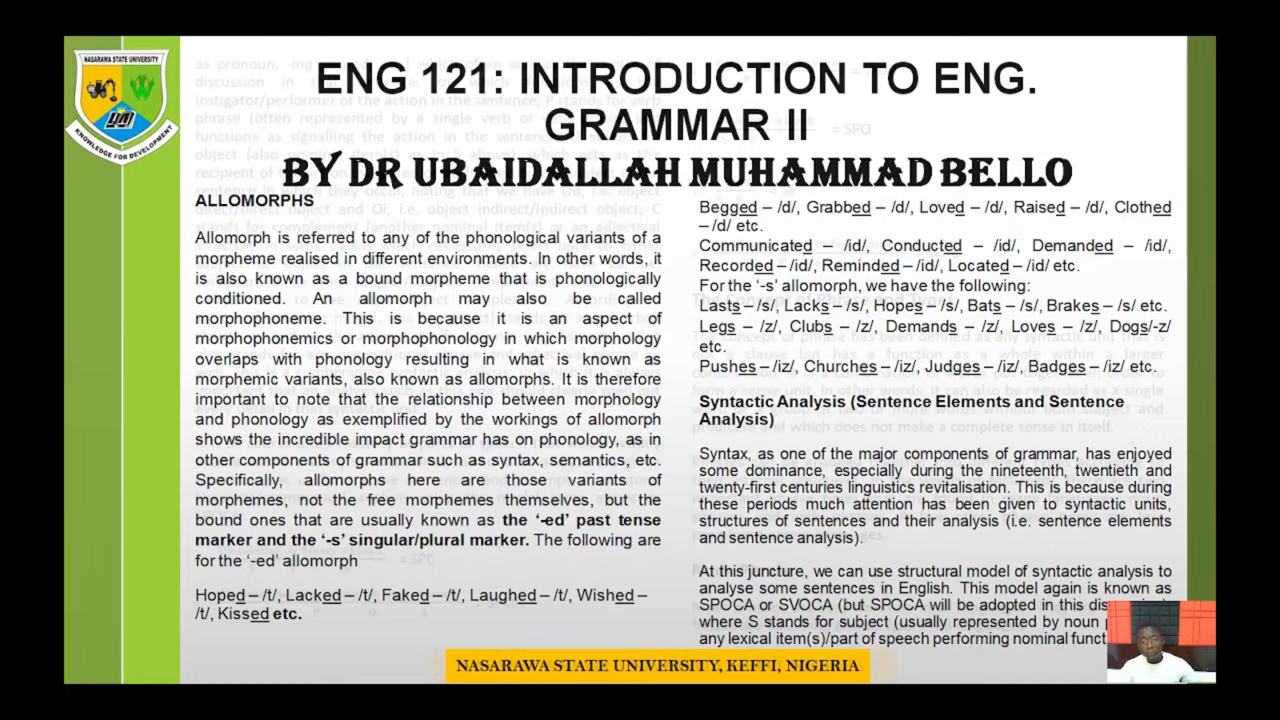 NASARAWA STATE UNIVERSITY
KNOWLEDGE FOR DEVELOPMENT
ENG 121: INTRODUCTION TO ENG.
GRAMMAR II
BY DR UBAIDALLAH MUHAMMAD BELLO
ALLOMORPHS
Allomorph is referred to any of the phonological variants of a
morpheme realised in different environments. In other words, it
is also known as a bound morpheme that is phonologically
conditioned. An allomorph may also be called
morphophoneme. This is because it is an aspect of
morphophonemics or morphophonology in which morphology
overlaps with phonology resulting in what is known as
morphemic variants, also known as allomorphs. It is therefore
important to note that the relationship between morphology
and phonology as exemplified by the workings of allomorph
shows the incredible impact grammar has on phonology, as in
other components of grammar such as syntax, semantics, etc.
Specifically, allomorphs here are those variants of
morphemes, not the free morphemes themselves, but the
bound ones that are usually known as the ‘-ed’ past tense
marker and the ‘-s’ singular/plural marker. The following are
for the ‘-ed’ allomorph
Hoped – /t/, Lacked – /t/, Faked – /t/, Laughed – /t/, Wished –
/t/, Kissed etc.
Begged – /d/, Grabbed – /d/, Loved – /d/, Raised – /d/, Clothed
– /d/ etc.
Communicated – /id/, Conducted – /id/, Demanded – /id/,
Recorded – /id/, Reminded – /id/, Located – /id/ etc.
For the ‘-s’ allomorph, we have the following:
Lasts – /s/, Lacks – /s/, Hopes – /s/, Bats – /s/, Brakes – /s/ etc.
Legs – /z/, Clubs – /z/, Demands – /z/, Loves – /z/, Dogs/-z/
etc.
Pushes – /iz/, Churches – /iz/, Judges – /iz/, Badges – /iz/ etc.
Syntactic Analysis (Sentence Elements and Sentence
Analysis)
Syntax, as one of the major components of grammar, has enjoyed
some dominance, especially during the nineteenth, twentieth and
twenty-first centuries linguistics revitalisation. This is because during
these periods much attention has been given to syntactic units,
structures of sentences and their analysis (i.e. sentence elements
and sentence analysis).
At this juncture, we can use structural model of syntactic analysis to
analyse some sentences in English. This model again is known as
SPOCA or SVOCA (but SPOCA will be adopted in this
where S stands for subject (usually represented by noun
any lexical item(s)/part of speech performing nominal
NASARAWA STATE UNIVERSITY, KEFFI, NIGERIA